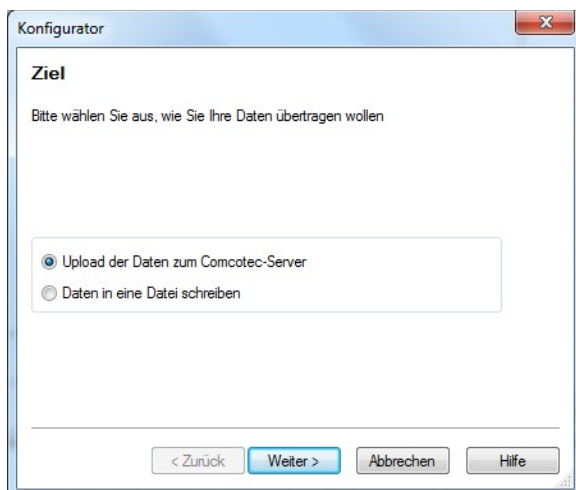 Konfigurator
Ziel
Bitte wählen Sie aus, wie Sie Ihre Daten übertragen wollen
Upload der Daten zum Comcotec-Server
Daten in eine Datei schreiben
< Zurück Weiter > Abbrechen Hilfe